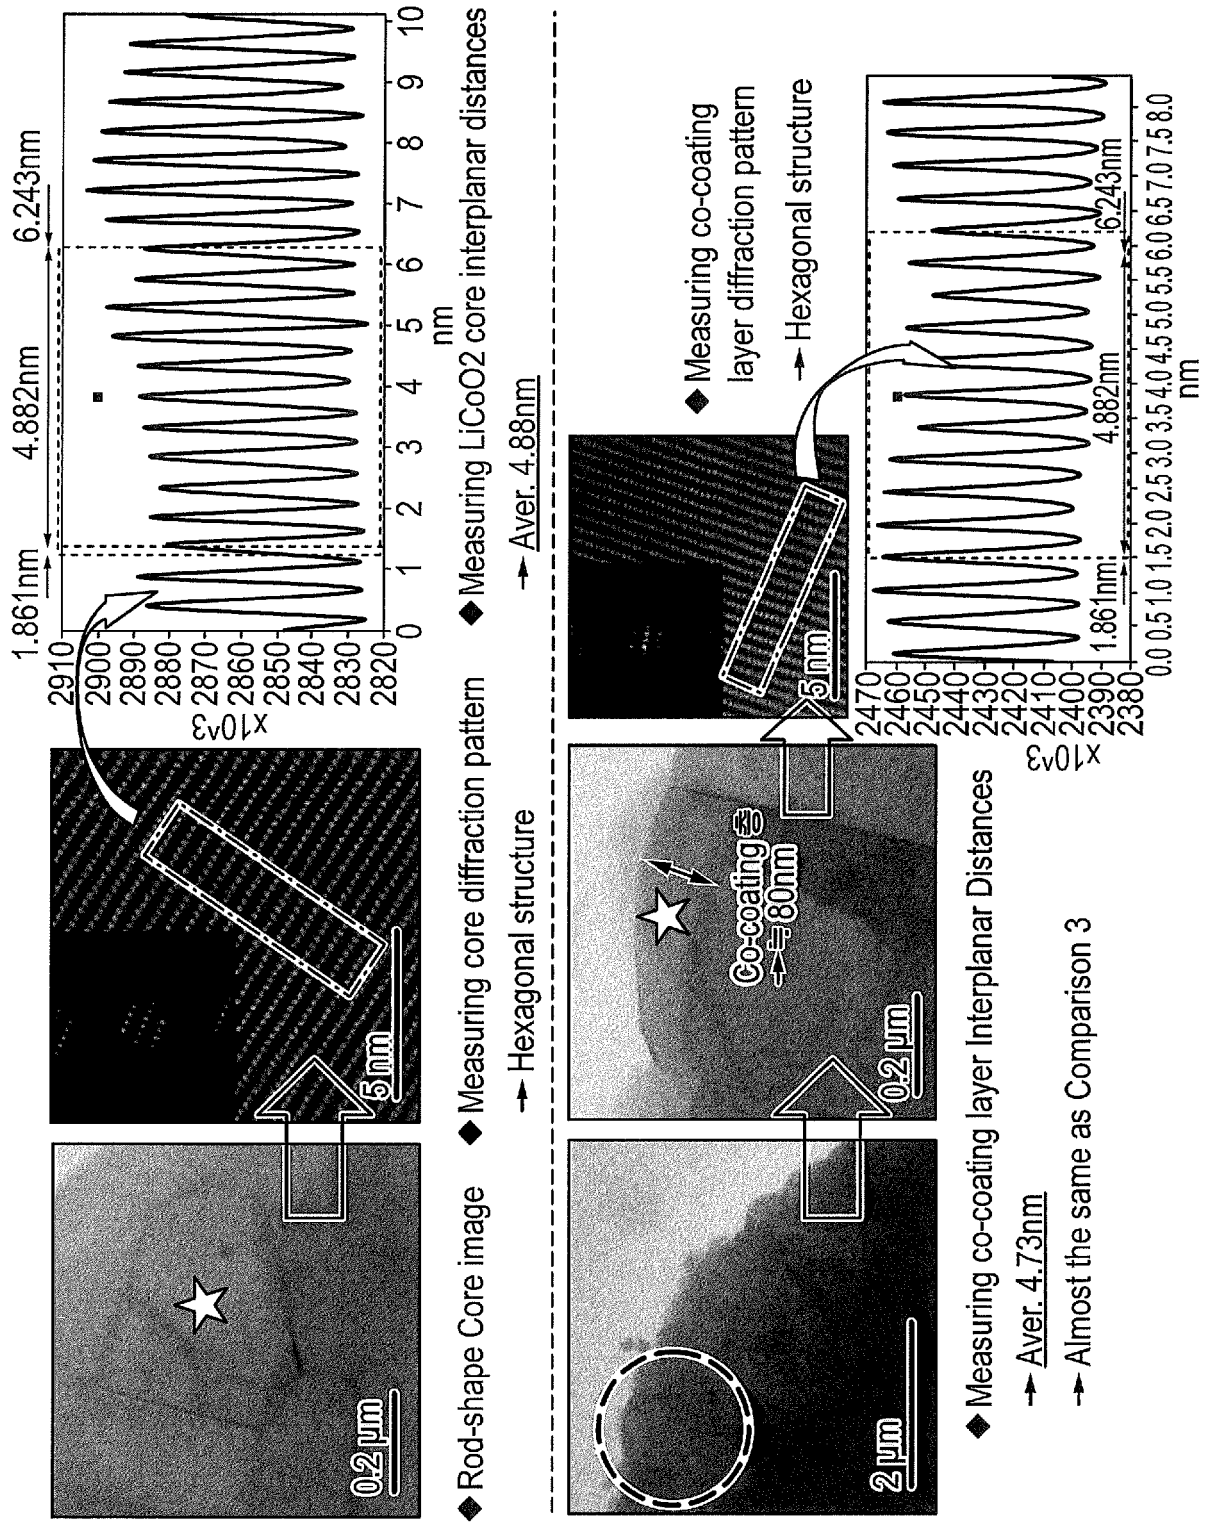 0.2 µm
◆ Rod-shape Core image
5 nm
◆ Measuring core diffraction pattern
→ Hexagonal structure
1.861nm
4.882nm
6.243nm
2910
2900
2890
2880
2870
2860
2850
2840
2830
2820
x10^3
0 1 2 3 4 5 6 7 8 9 10
nm
◆ Measuring LiCoO2 core interplanar distances
→ Aver. 4.88nm
2 µm
0.2 µm
Co-coating 층
→ ≒ 80nm
5 nm
◆ Measuring co-coating
layer diffraction pattern
→ Hexagonal structure
2470
2460
2450
2440
2430
2420
2410
2400
2390
2380
x10^3
1.861nm
4.882nm
6.243nm
0.0 0.5 1.0 1.5 2.0 2.5 3.0 3.5 4.0 4.5 5.0 5.5 6.0 6.5 7.0 7.5 8.0
nm
◆ Measuring co-coating layer Interplanar Distances
→ Aver. 4.73nm
→ Almost the same as Comparison 3